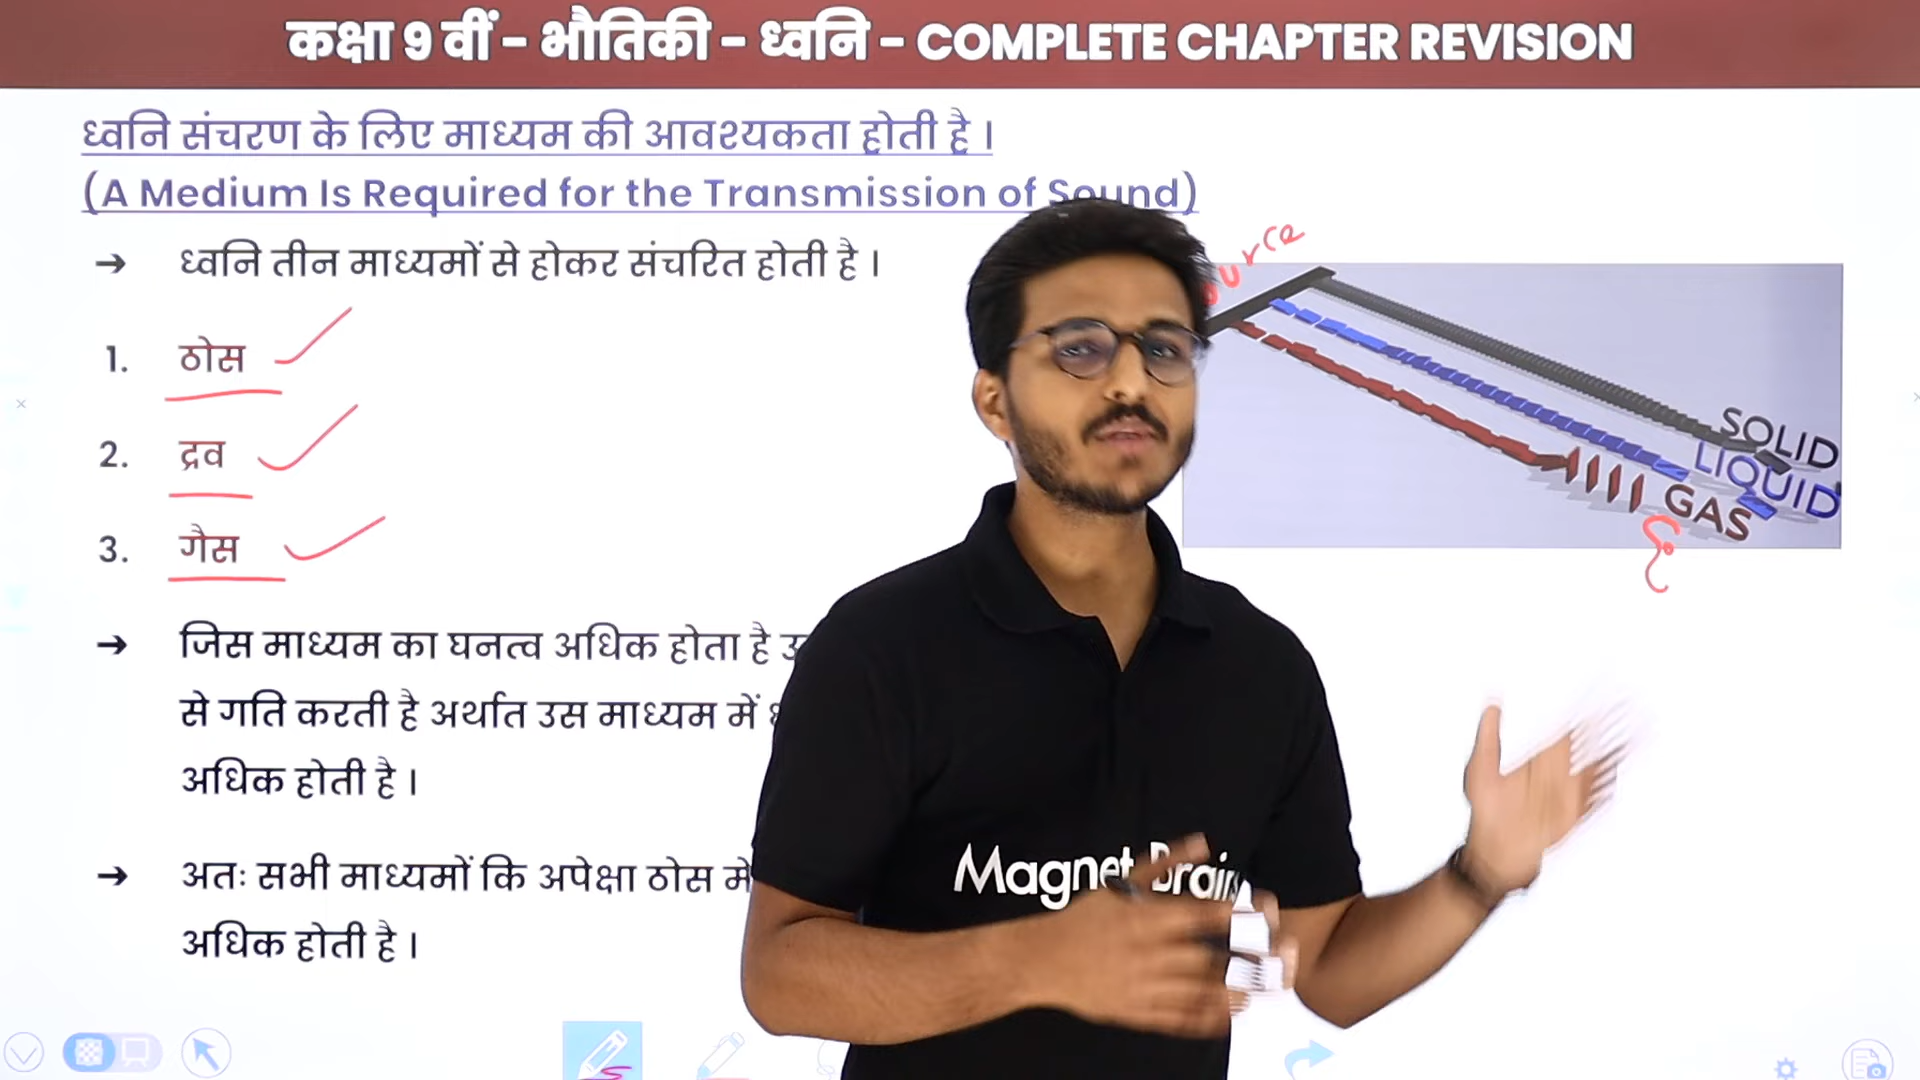 कक्षा 9 वीं - भौतिकी - ध्वनि - COMPLETE CHAPTER REVISION
ध्वनि संचरण के लिए माध्यम की आवश्यकता होती है ।
(A Medium Is Required for the Transmission of Sound)
→ ध्वनि तीन माध्यमों से होकर संचरित होती है ।
1. ठोस
2. द्रव
3. गैस
→ जिस माध्यम का घनत्व अधिक होता है
से गति करती है अर्थात उस माध्यम में
अधिक होती है ।
→ अतः सभी माध्यमों कि अपेक्षा ठोस में
अधिक होती है ।
SOLID
LIQUID
GAS
Magnet Brains